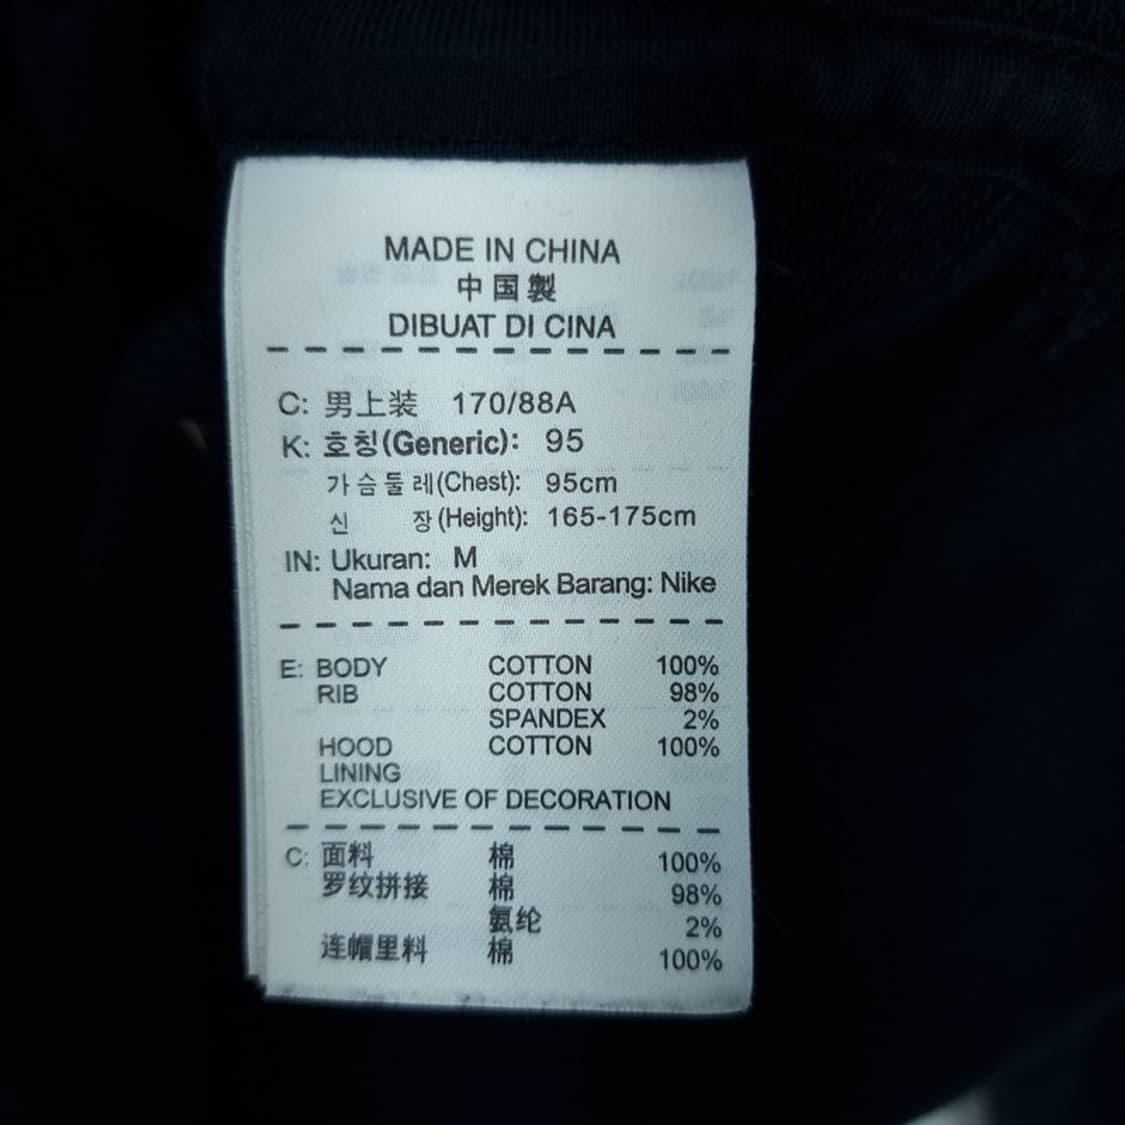 MADE IN CHINA
中国製
DIBUAT DI CINA
C: 男上装 170/88A
K: 호칭(Generic): 95
가슴둘레(Chest): 95cm
신 장(Height): 165-175cm
IN: Ukuran: M
Nama dan Merek Barang: Nike
E: BODY COTTON 100%
RIB COTTON 98%
SPANDEX 2%
HOOD COTTON 100%
LINING
EXCLUSIVE OF DECORATION
C: 面料 棉 100%
罗纹拼接 棉 98%
氨纶 2%
连帽里料 棉 100%